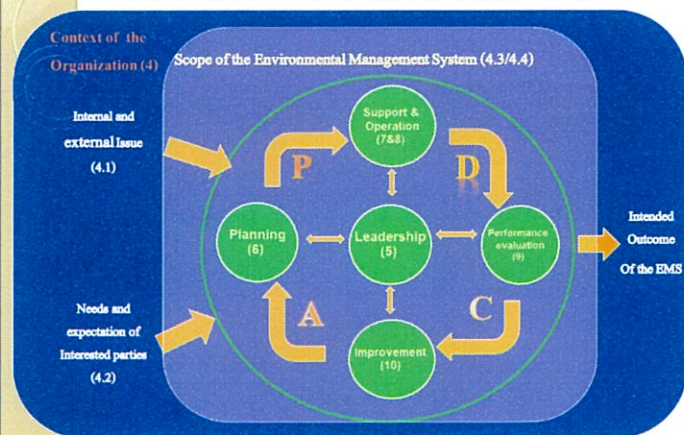 Context of the
Organization (4)
Scope of the Environmental Management System (4.3/4.4)
Internal and
external Issue
(4.1)
Support &
Operation
(7&8)
P
D
Planning
(6)
Leadership
(5)
Performance
evaluation
(9)
Intended
Outcome
Of the EMS
Needs and
expectation of
Interested parties
(4.2)
A
C
Improvement
(10)